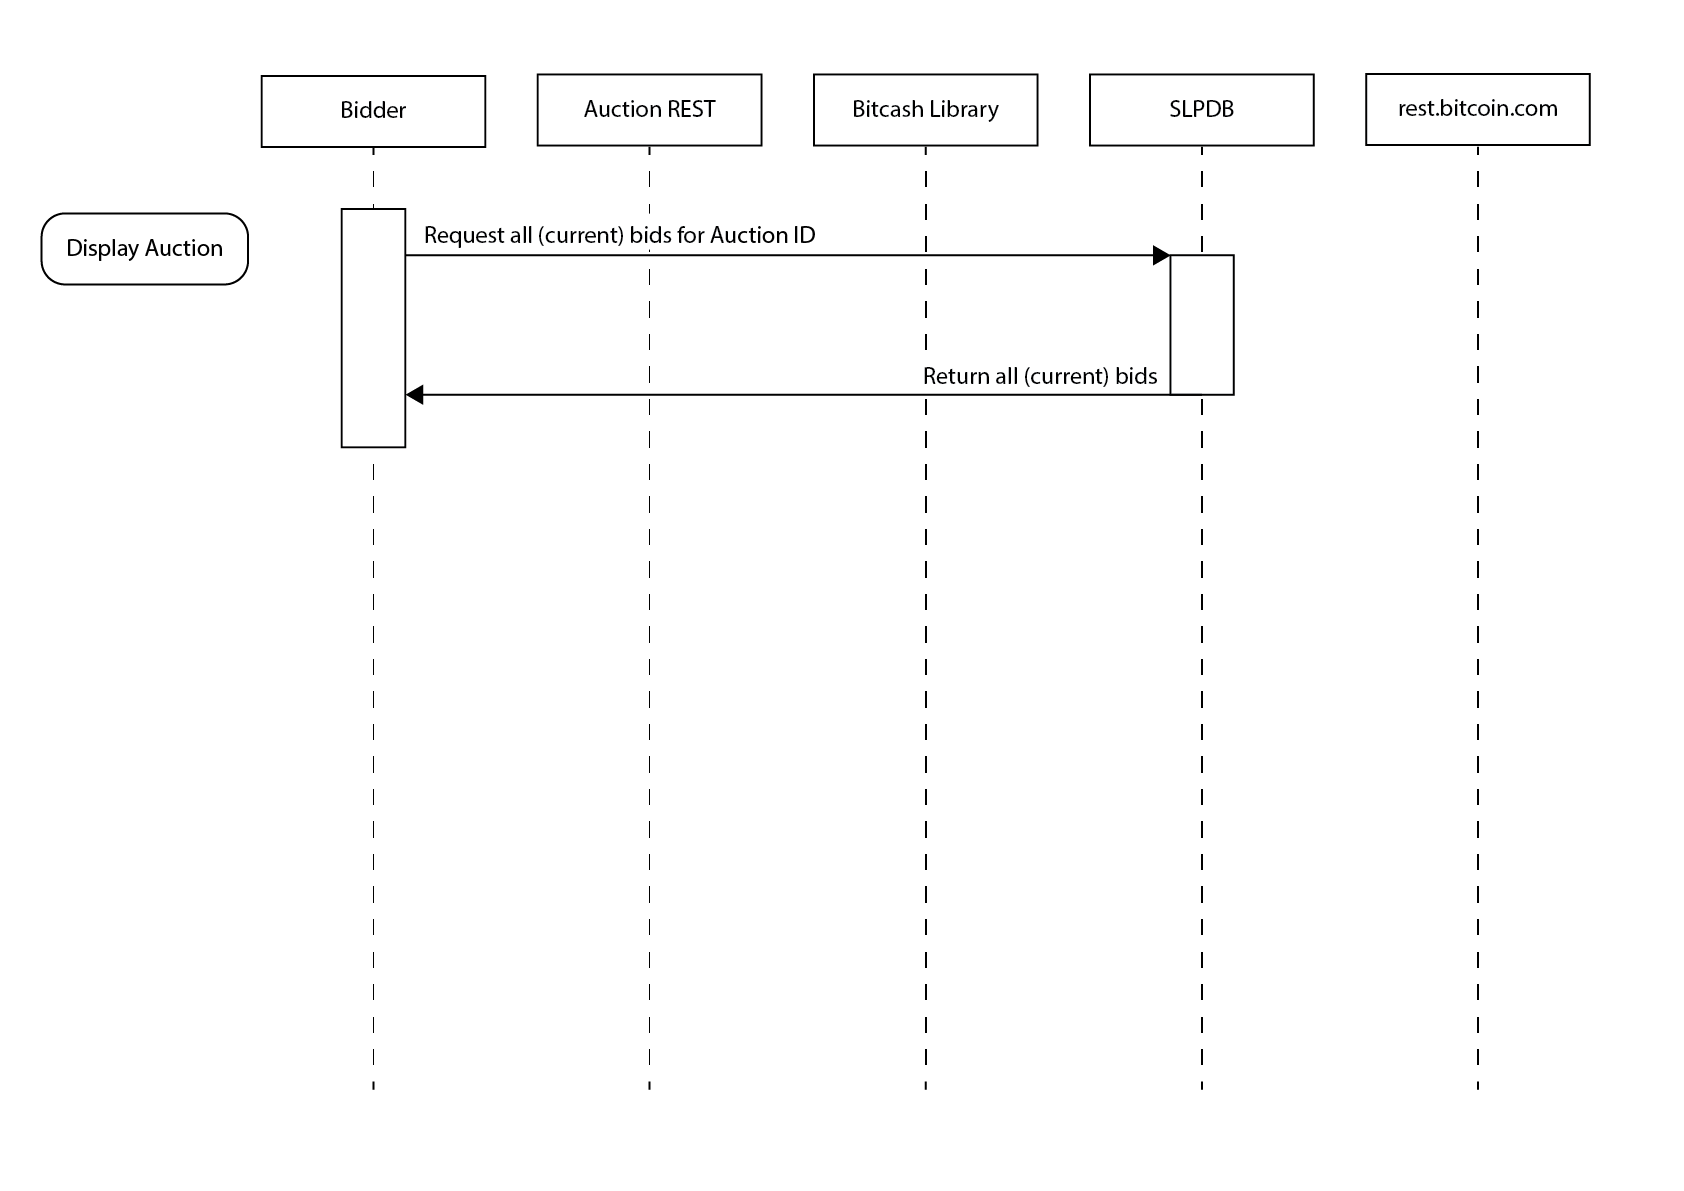 Bidder
Auction REST
Bitcash Library
SLPDB
rest.bitcoin.com
Display Auction
Request all (current) bids for Auction ID
Return all (current) bids